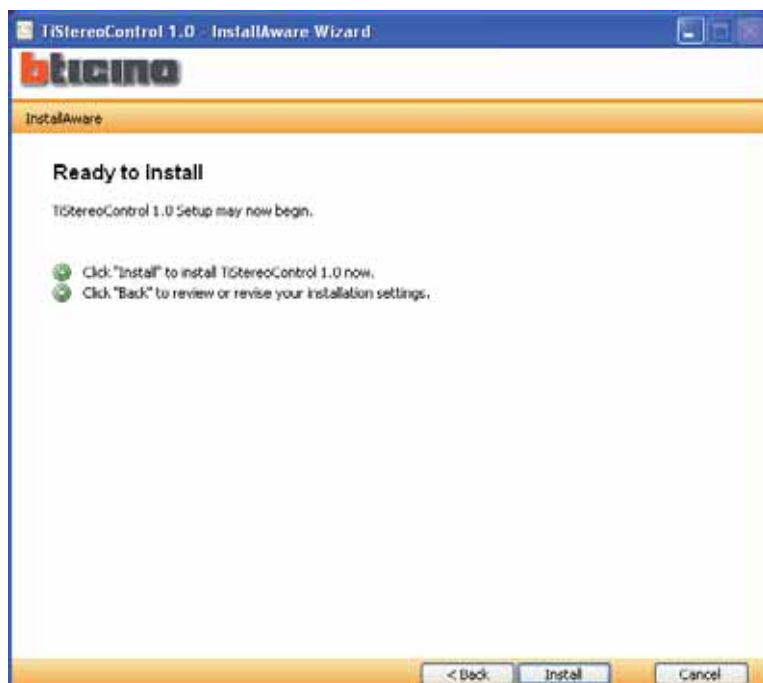 TiStereoControl 1.0 - InstallAware Wizard
bticino
InstallAware
Ready to Install
TiStereoControl 1.0 Setup may now begin.
Click "Install" to install TiStereoControl 1.0 now.
Click "Back" to review or revise your installation settings.
< Back Install Cancel